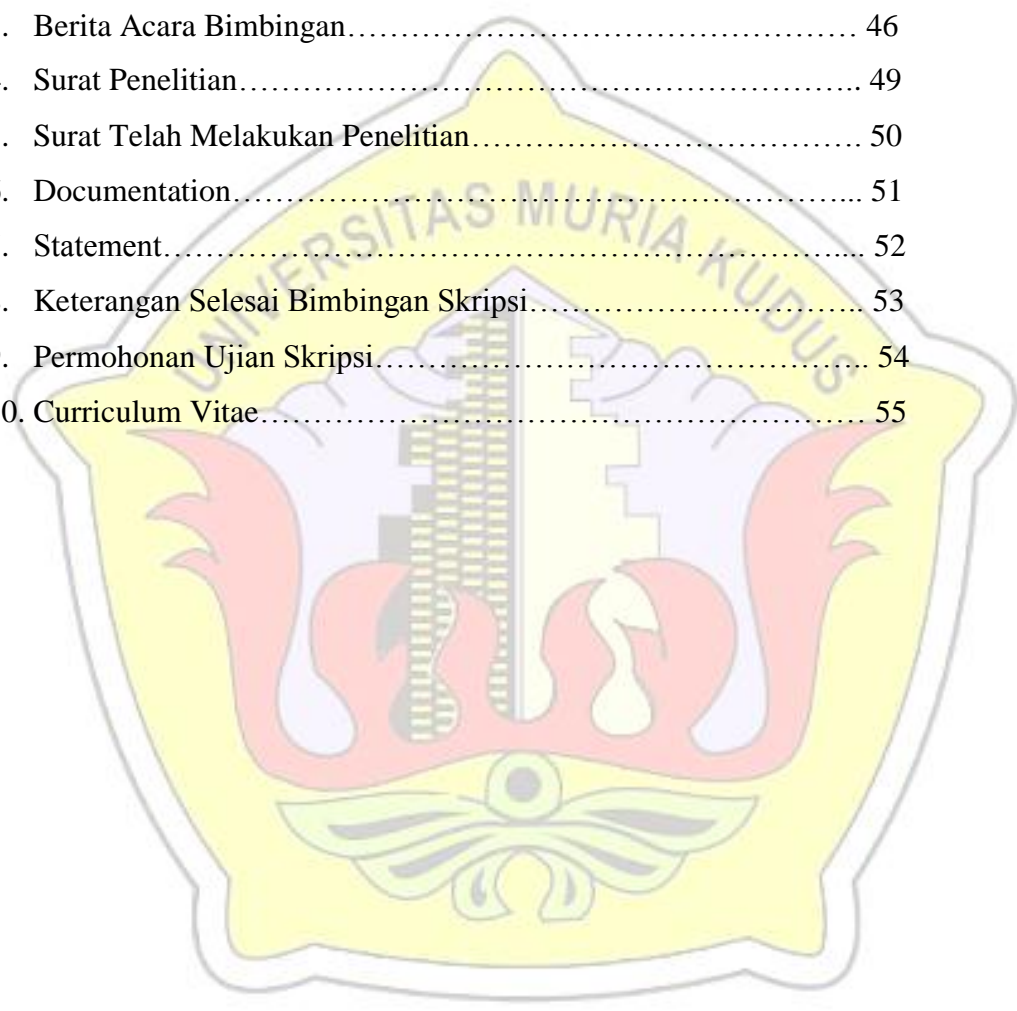 . Berita Acara Bimbingan…………………………………………… 46
. Surat Penelitian…………………………………………………….. 49
. Surat Telah Melakukan Penelitian………………………………… 50
. Documentation……………………………………………………... 51
. Statement………………………………………………………….... 52
. Keterangan Selesai Bimbingan Skripsi…………………………….. 53
. Permohonan Ujian Skripsi………………………………………….. 54
0. Curriculum Vitae…………………………………………………… 55
UNIVERSITAS MURIA KUDUS